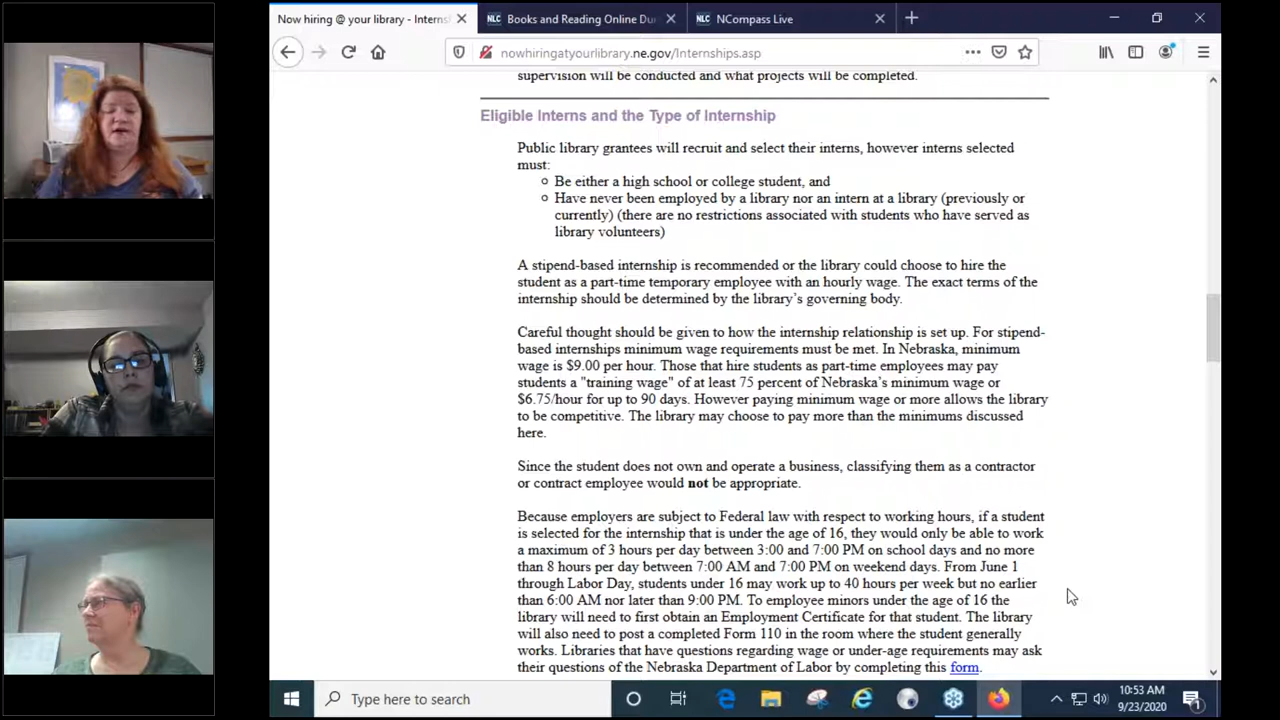 Now hiring @ your library - Interns
NLC Books and Reading Online Du
NLC NCompass Live
nowhiringatyourlibrary.ne.gov/Internships.asp
supervision will be conducted and what projects will be completed.
Eligible Interns and the Type of Internship
Public library grantees will recruit and select their interns, however interns selected
must:
Be either a high school or college student, and
Have never been employed by a library nor an intern at a library (previously or
currently) (there are no restrictions associated with students who have served as
library volunteers)
A stipend-based internship is recommended or the library could choose to hire the
student as a part-time temporary employee with an hourly wage. The exact terms of the
internship should be determined by the library's governing body.
Careful thought should be given to how the internship relationship is set up. For stipend-
based internships minimum wage requirements must be met. In Nebraska, minimum
wage is $9.00 per hour. Those that hire students as part-time employees may pay
students a "training wage" of at least 75 percent of Nebraska's minimum wage or
$6.75/hour for up to 90 days. However paying minimum wage or more allows the library
to be competitive. The library may choose to pay more than the minimums discussed
here.
Since the student does not own and operate a business, classifying them as a contractor
or contract employee would not be appropriate.
Because employers are subject to Federal law with respect to working hours, if a student
is selected for the internship that is under the age of 16, they would only be able to work
a maximum of 3 hours per day between 3:00 and 7:00 PM on school days and no more
than 8 hours per day between 7:00 AM and 7:00 PM on weekend days. From June 1
through Labor Day, students under 16 may work up to 40 hours per week but no earlier
than 6:00 AM nor later than 9:00 PM. To employee minors under the age of 16 the
library will need to first obtain an Employment Certificate for that student. The library
will also need to post a completed Form 110 in the room where the student generally
works. Libraries that have questions regarding wage or under-age requirements may ask
their questions of the Nebraska Department of Labor by completing this form.
Type here to search
10:53 AM
9/23/2020
1